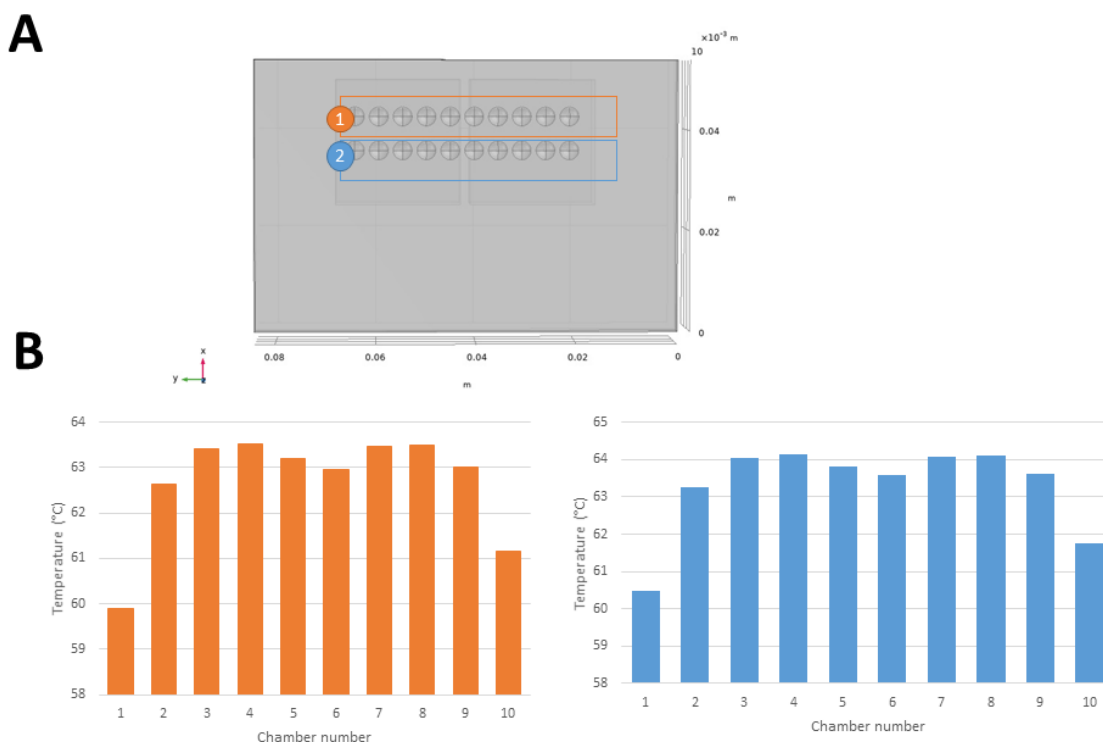 A
×10⁻³ m
10
1
2
0.04
m
0.02
0
0.08
0.06
0.04
0.02
0
m
x
y
z
B
64
63
62
61
60
59
58
Temperature (°C)
1 2 3 4 5 6 7 8 9 10
Chamber number
65
64
63
62
61
60
59
58
Temperature (°C)
1 2 3 4 5 6 7 8 9 10
Chamber number